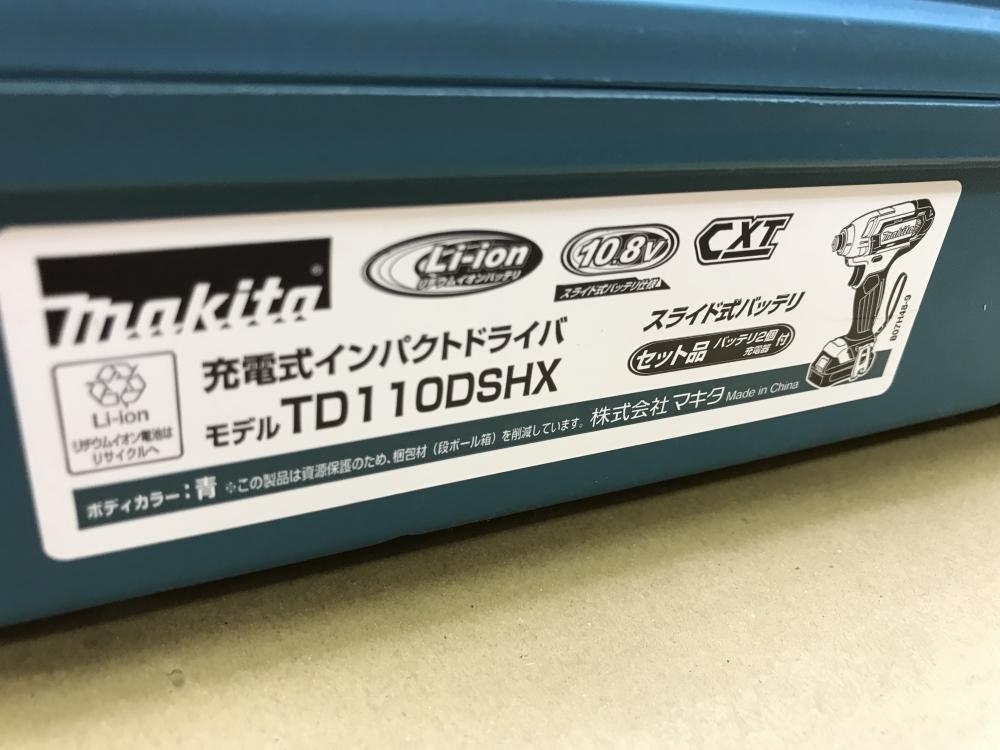 makita
Li-ion
リチウムイオンバッテリ
10.8V
スライド式バッテリ仕様
CXT
makita
Li-ion
リチウムイオン電池は
リサイクルへ
充電式インパクトドライバ
モデル TD110DSHX
スライド式バッテリ
セット品 バッテリ2個 充電器 付
B07H48-9
ボディカラー：青 ※この製品は資源保護のため、梱包材（段ボール箱）を削減しています。 株式会社 マキタ Made in China